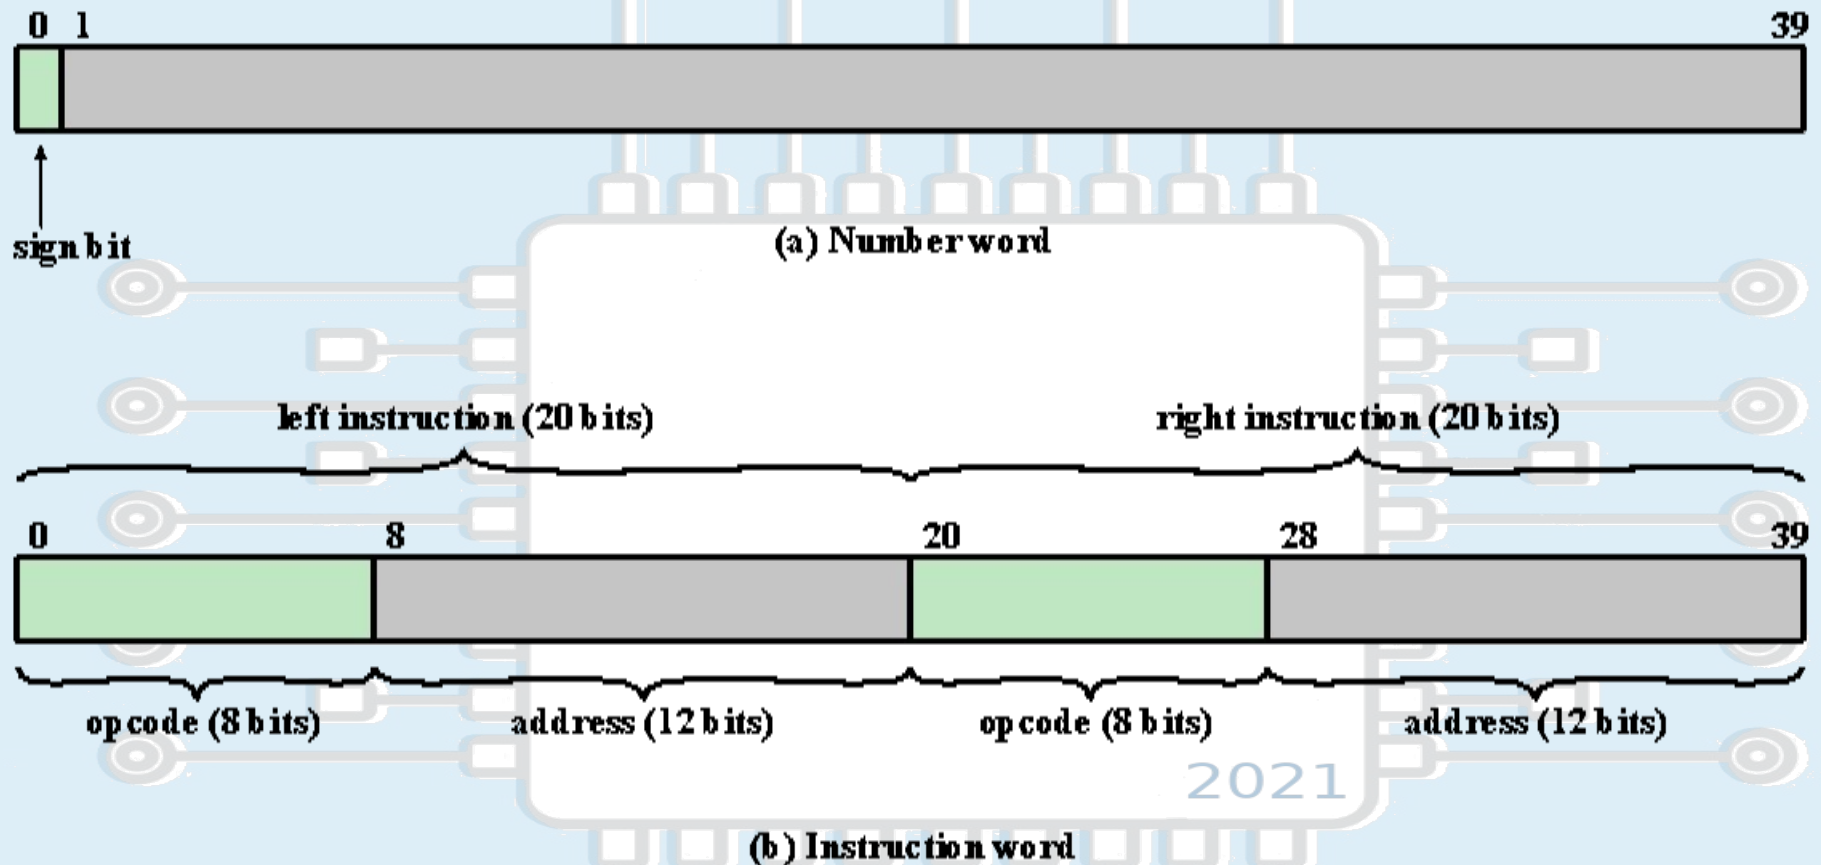 0 1 39
sign bit
(a) Number word
left instruction (20 bits) right instruction (20 bits)
0 8 20 28 39
opcode (8 bits) address (12 bits) opcode (8 bits) address (12 bits)
2021
(b) Instruction word